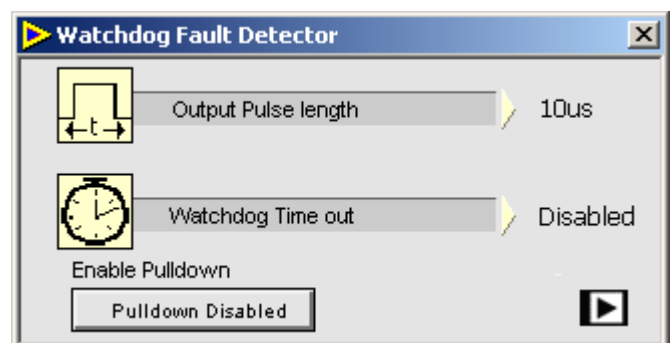 Watchdog Fault Detector
t
Output Pulse length 10us
Watchdog Time out Disabled
Enable Pulldown
Pulldown Disabled